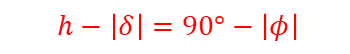 h − |δ| = 90° − |ϕ|